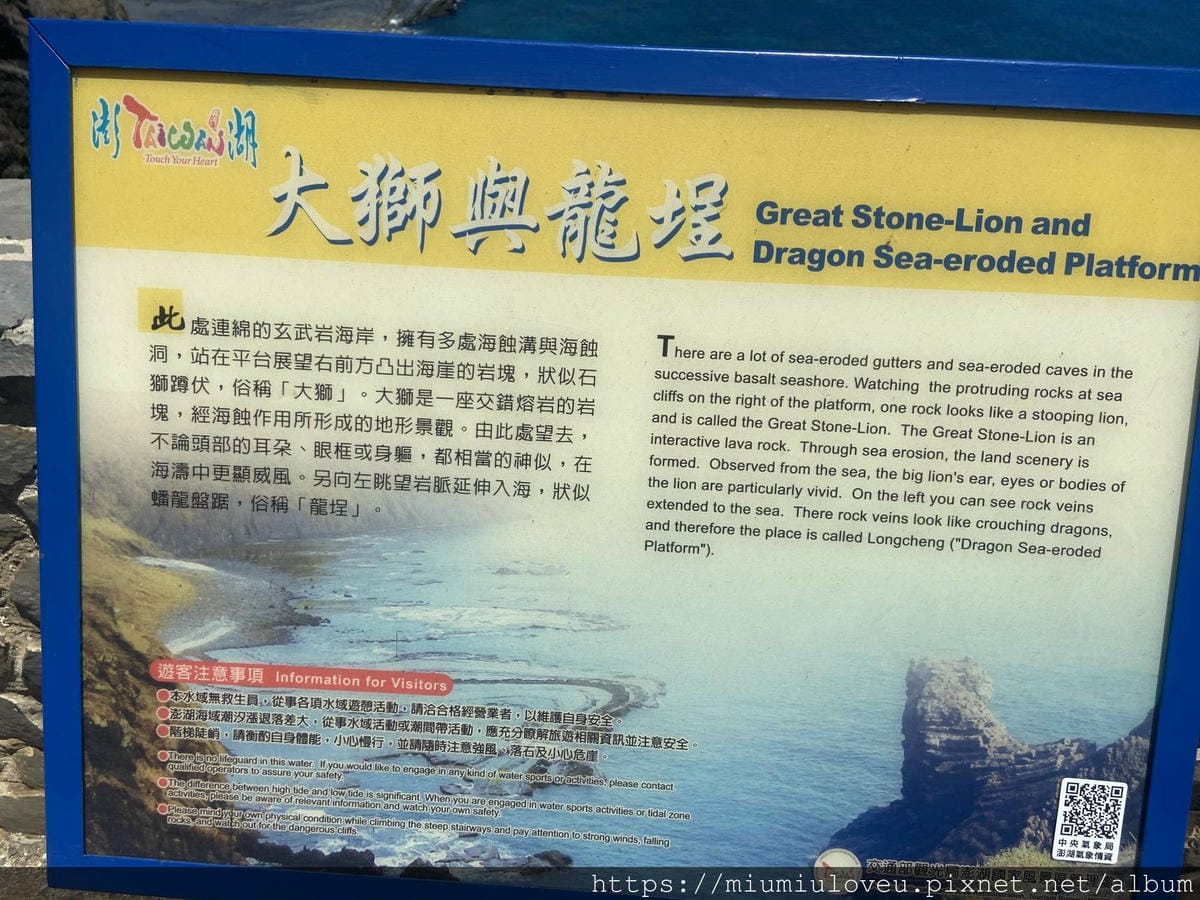 澎 TAIWAN 湖
Touch Your Heart
大獅與龍埕
Great Stone-Lion and
Dragon Sea-eroded Platform
此處連綿的玄武岩海岸，擁有多處海蝕溝與海蝕
洞，站在平台展望右前方凸出海崖的岩塊，狀似石
獅蹲伏，俗稱「大獅」。大獅是一座交錯熔岩的岩
塊，經海蝕作用所形成的地形景觀。由此處望去，
不論頭部的耳朵、眼框或身軀，都相當的神似，在
海濤中更顯威風。另向左眺望岩脈延伸入海，狀似
蟠龍盤踞，俗稱「龍埕」。
There are a lot of sea-eroded gutters and sea-eroded caves in the
successive basalt seashore. Watching the protruding rocks at sea
cliffs on the right of the platform, one rock looks like a stooping lion,
and is called the Great Stone-Lion. The Great Stone-Lion is an
interactive lava rock. Through sea erosion, the land scenery is
formed. Observed from the sea, the big lion's ear, eyes or bodies of
the lion are particularly vivid. On the left you can see rock veins
extended to the sea. There rock veins look like crouching dragons,
and therefore the place is called Longcheng ("Dragon Sea-eroded
Platform").
遊客注意事項 Information for Visitors
●本水域無救生員，從事各項水域遊憩活動，請洽合格經營業者，以維護自身安全。
●澎湖海域潮汐漲退落差大，從事水域活動或潮間帶活動，應充分瞭解旅遊相關資訊並注意安全。
●階梯陡峭，請衡酌自身體能，小心慢行，並請隨時注意強風、落石及小心危崖。
●There is no lifeguard in this water. If you would like to engage in any kind of water sports or activities, please contact
qualified operators to assure your safety.
●The difference between high tide and low tide is significant. When you are engaged in water sports activities or tidal zone
activities, please be aware of relevant information and watch your own safety.
●Please mind your own physical condition while climbing the steep stairways and pay attention to strong winds, falling
rocks, and watch out for the dangerous cliffs.
中央氣象局
澎湖氣象情資
交通部觀光局澎湖國家風景區管理
https://miumiuloveu.pixnet.net/album